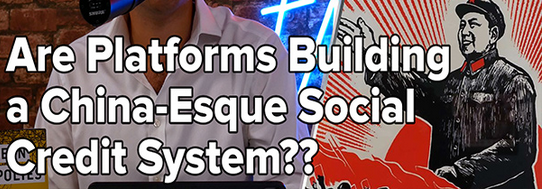 Are Platforms Building
a China-Esque Social
Credit System??